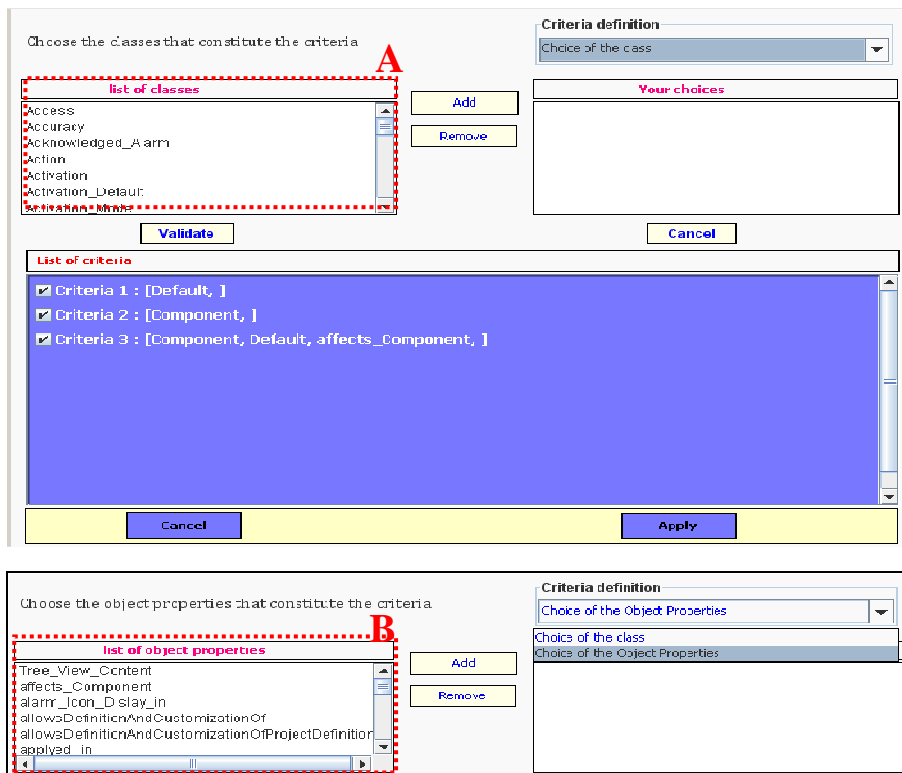 Choose the classes that constitute the criteria
Criteria definition
Choice of the class
A
list of classes
Add
Your choices
Access
Accuracy
Acknowledged_Alarm
Remove
Action
Activation
Activation_Default
Activation_Mode
Validate
Cancel
List of criteria
Criteria 1 : [Default, ]
Criteria 2 : [Component, ]
Criteria 3 : [Component, Default, affects_Component, ]
Cancel
Apply
Choose the object properties that constitute the criteria
Criteria definition
Choice of the Object Properties
B
Choice of the class
list of object properties
Choice of the Object Properties
Add
Tree_View_Content
affects_Component
Remove
alarm_Icon_Display_in
allowsDefinitionAndCustomizationOf
allowsDefinitionAndCustomizationOfProjectDefinition
applyed_in